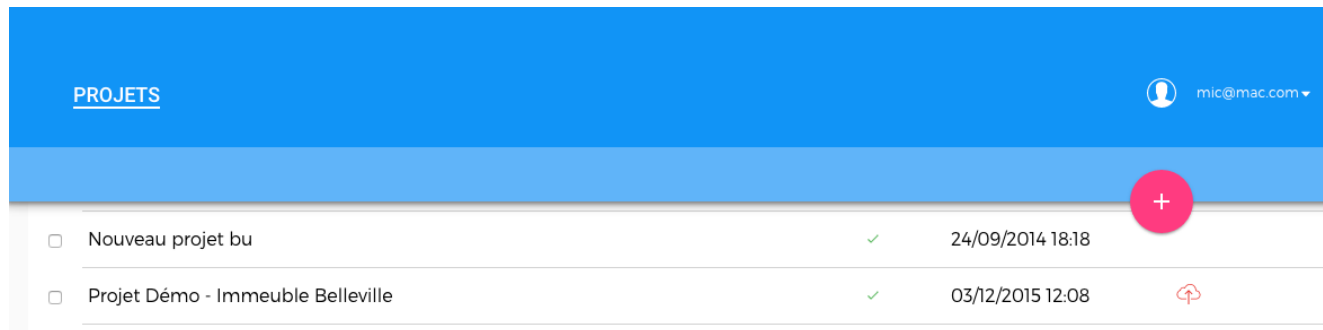 PROJETS
mic@mac.com
+
Nouveau projet bu 24/09/2014 18:18
Projet Démo - Immeuble Belleville 03/12/2015 12:08